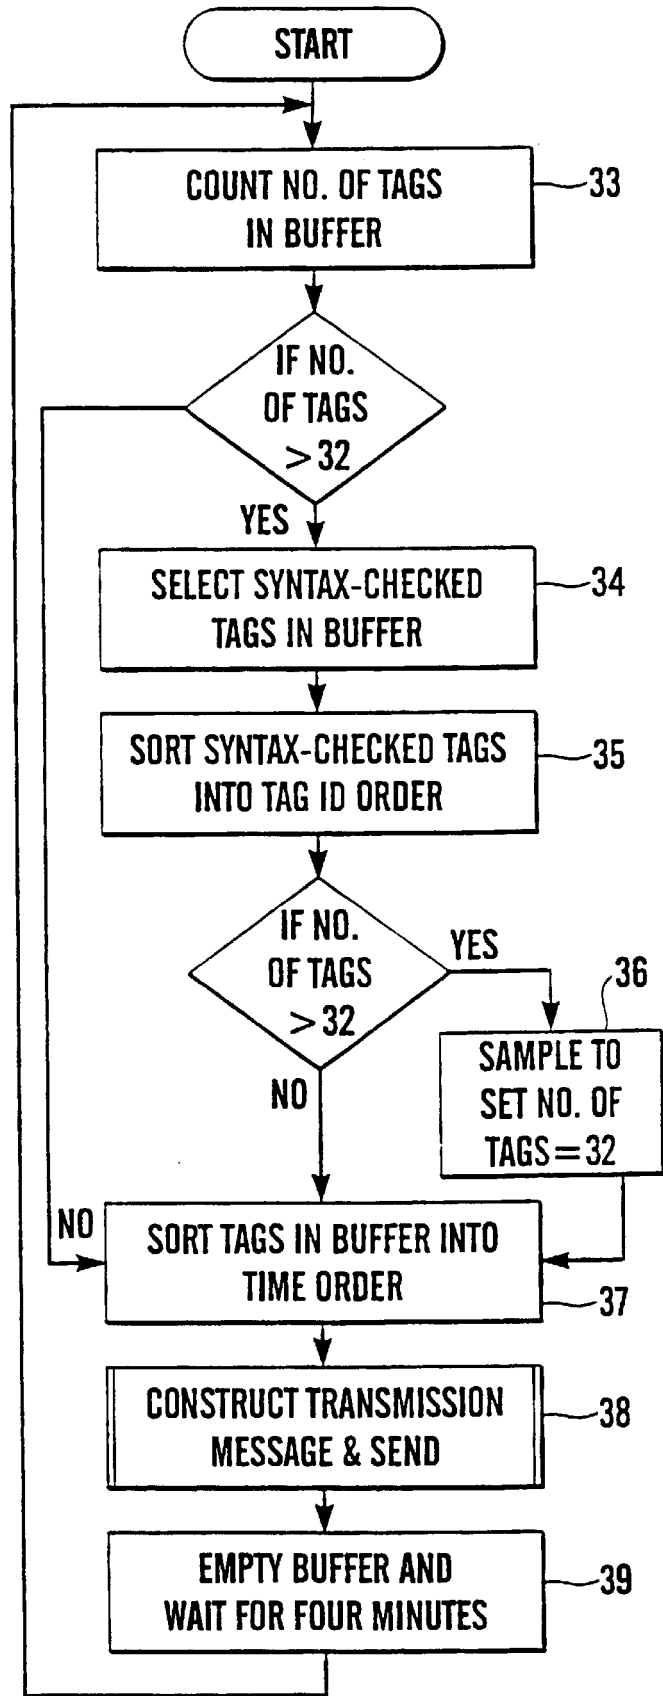 START
COUNT NO. OF TAGS
IN BUFFER
33
IF NO.
OF TAGS
>32
YES
SELECT SYNTAX-CHECKED
TAGS IN BUFFER
34
SORT SYNTAX-CHECKED TAGS
INTO TAG ID ORDER
35
IF NO.
OF TAGS
>32
YES
36
SAMPLE TO
SET NO. OF
TAGS=32
NO
NO
SORT TAGS IN BUFFER INTO
TIME ORDER
37
CONSTRUCT TRANSMISSION
MESSAGE & SEND
38
EMPTY BUFFER AND
WAIT FOR FOUR MINUTES
39